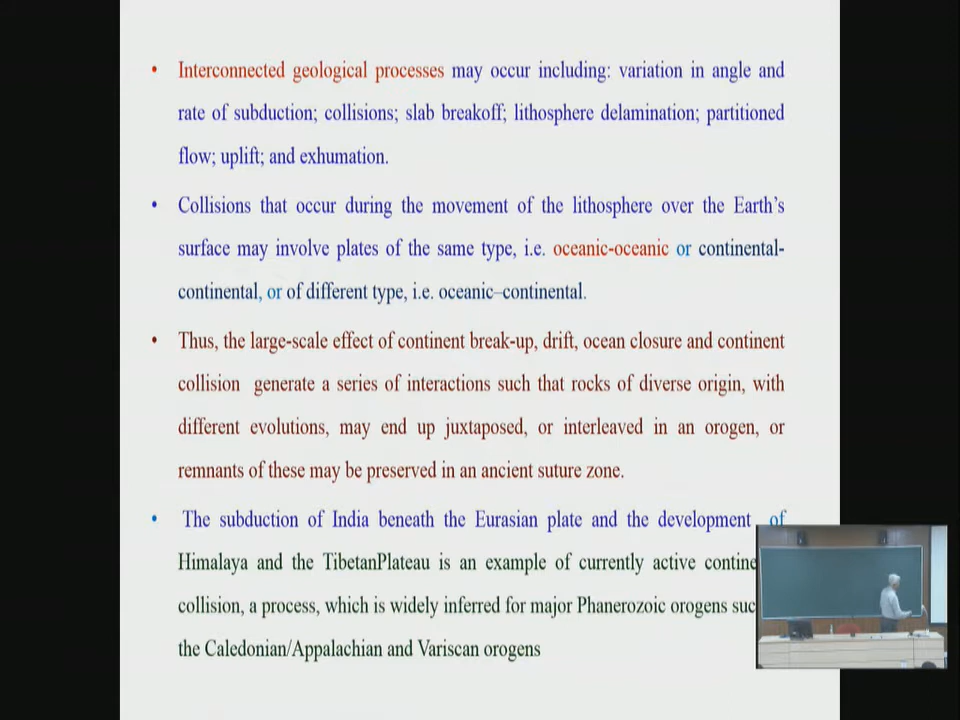 • Interconnected geological processes may occur including: variation in angle and
rate of subduction; collisions; slab breakoff; lithosphere delamination; partitioned
flow; uplift; and exhumation.
• Collisions that occur during the movement of the lithosphere over the Earth's
surface may involve plates of the same type, i.e. oceanic-oceanic or continental-
continental, or of different type, i.e. oceanic–continental.
• Thus, the large-scale effect of continent break-up, drift, ocean closure and continent
collision generate a series of interactions such that rocks of diverse origin, with
different evolutions, may end up juxtaposed, or interleaved in an orogen, or
remnants of these may be preserved in an ancient suture zone.
• The subduction of India beneath the Eurasian plate and the development of
Himalaya and the TibetanPlateau is an example of currently active
collision, a process, which is widely inferred for major Phanerozoic orogens
the Caledonian/Appalachian and Variscan orogens